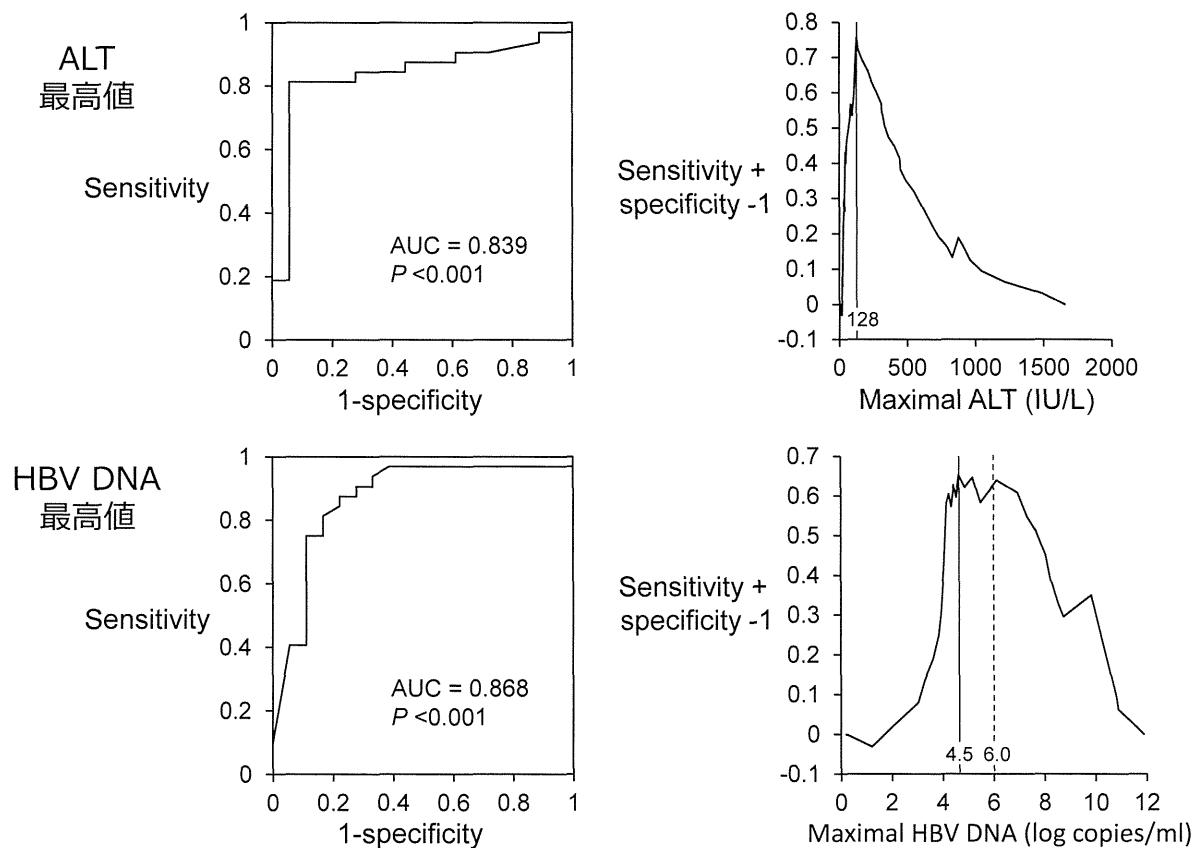 ALT
最高値
1
0.8
0.6
0.4
0.2
0
Sensitivity
AUC = 0.839
P <0.001
0 0.2 0.4 0.6 0.8 1
1-specificity
0.8
0.7
0.6
0.5
0.4
0.3
0.2
0.1
0
-0.1
Sensitivity +
specificity -1
128
0 500 1000 1500 2000
Maximal ALT (IU/L)
HBV DNA
最高値
1
0.8
0.6
0.4
0.2
0
Sensitivity
AUC = 0.868
P <0.001
0 0.2 0.4 0.6 0.8 1
1-specificity
0.7
0.6
0.5
0.4
0.3
0.2
0.1
0
-0.1
Sensitivity +
specificity -1
4.5 6.0
0 2 4 6 8 10 12
Maximal HBV DNA (log copies/ml)